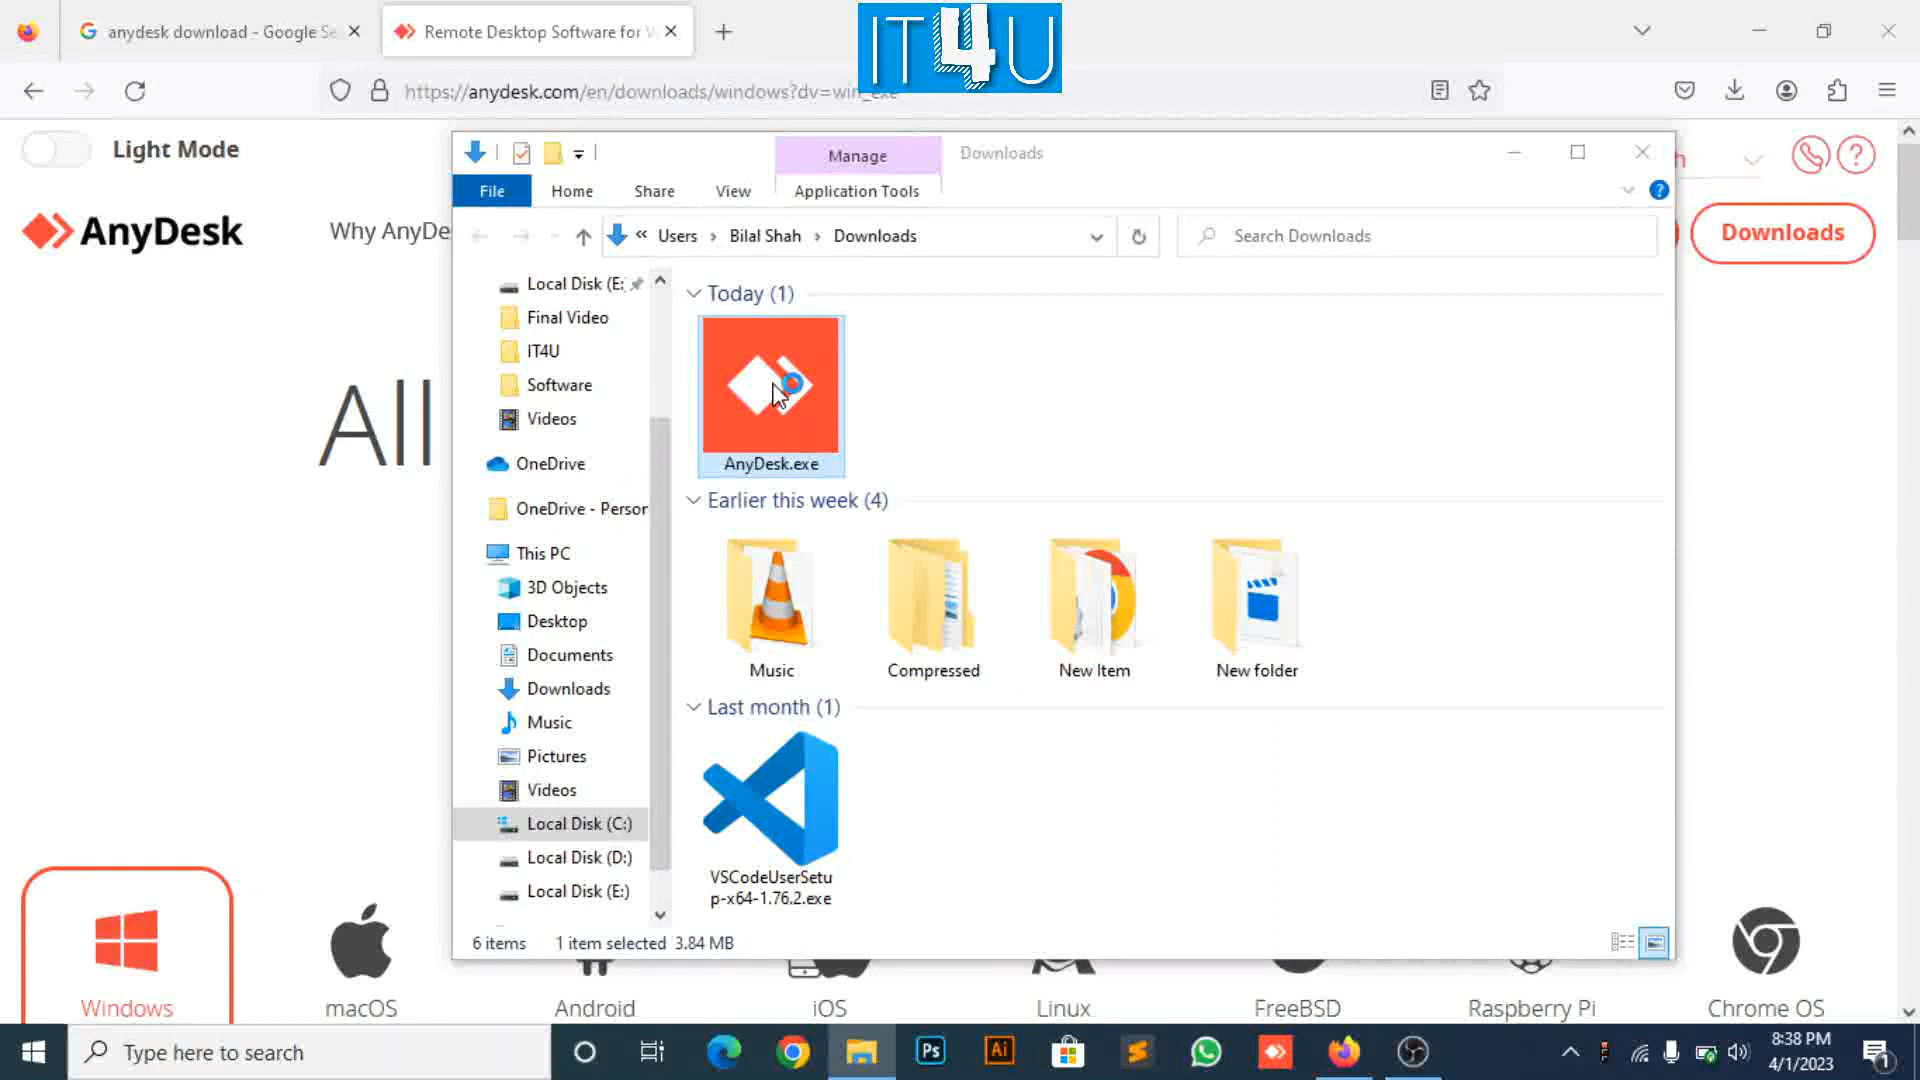 anydesk download - Google Se
Remote Desktop Software for W
IT4U
https://anydesk.com/en/downloads/windows?dv=win_exe
Light Mode
Manage
Downloads
File
Home
Share
View
Application Tools
AnyDesk
Why AnyDe
Downloads
« Users › Bilal Shah › Downloads
Search Downloads
Local Disk (E:
Final Video
IT4U
Software
Videos
OneDrive
OneDrive - Person
This PC
3D Objects
Desktop
Documents
Downloads
Music
Pictures
Videos
Local Disk (C:)
Local Disk (D:)
Local Disk (E:)
Today (1)
AnyDesk.exe
Earlier this week (4)
Music
Compressed
New Item
New folder
Last month (1)
VSCodeUserSetu
p-x64-1.76.2.exe
6 items
1 item selected 3.84 MB
All
Windows
macOS
Android
iOS
Linux
FreeBSD
Raspberry Pi
Chrome OS
Type here to search
Ps
Ai
8:38 PM
4/1/2023
1